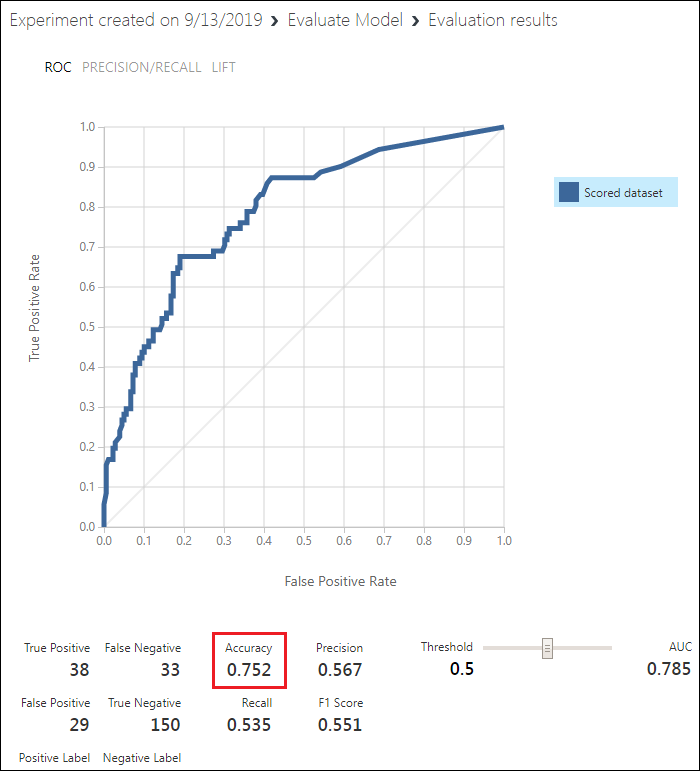 Experiment created on 9/13/2019 › Evaluate Model › Evaluation results
ROC PRECISION/RECALL LIFT
1.0
0.9
0.8
0.7
0.6
0.5
0.4
0.3
0.2
0.1
0.0
True Positive Rate
0.0 0.1 0.2 0.3 0.4 0.5 0.6 0.7 0.8 0.9 1.0
False Positive Rate
Scored dataset
True Positive False Negative Accuracy Precision Threshold AUC
38 33 0.752 0.567 0.5 0.785
False Positive True Negative Recall F1 Score
29 150 0.535 0.551
Positive Label Negative Label